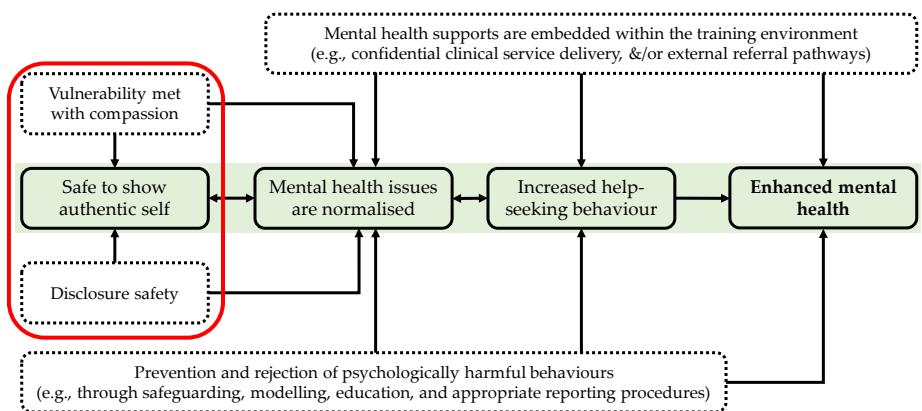 Mental health supports are embedded within the training environment
(e.g., confidential clinical service delivery, &/or external referral pathways)
Vulnerability met
with compassion
Safe to show
authentic self
Mental health issues
are normalised
Increased help-
seeking behaviour
Enhanced mental
health
Disclosure safety
Prevention and rejection of psychologically harmful behaviours
(e.g., through safeguarding, modelling, education, and appropriate reporting procedures)